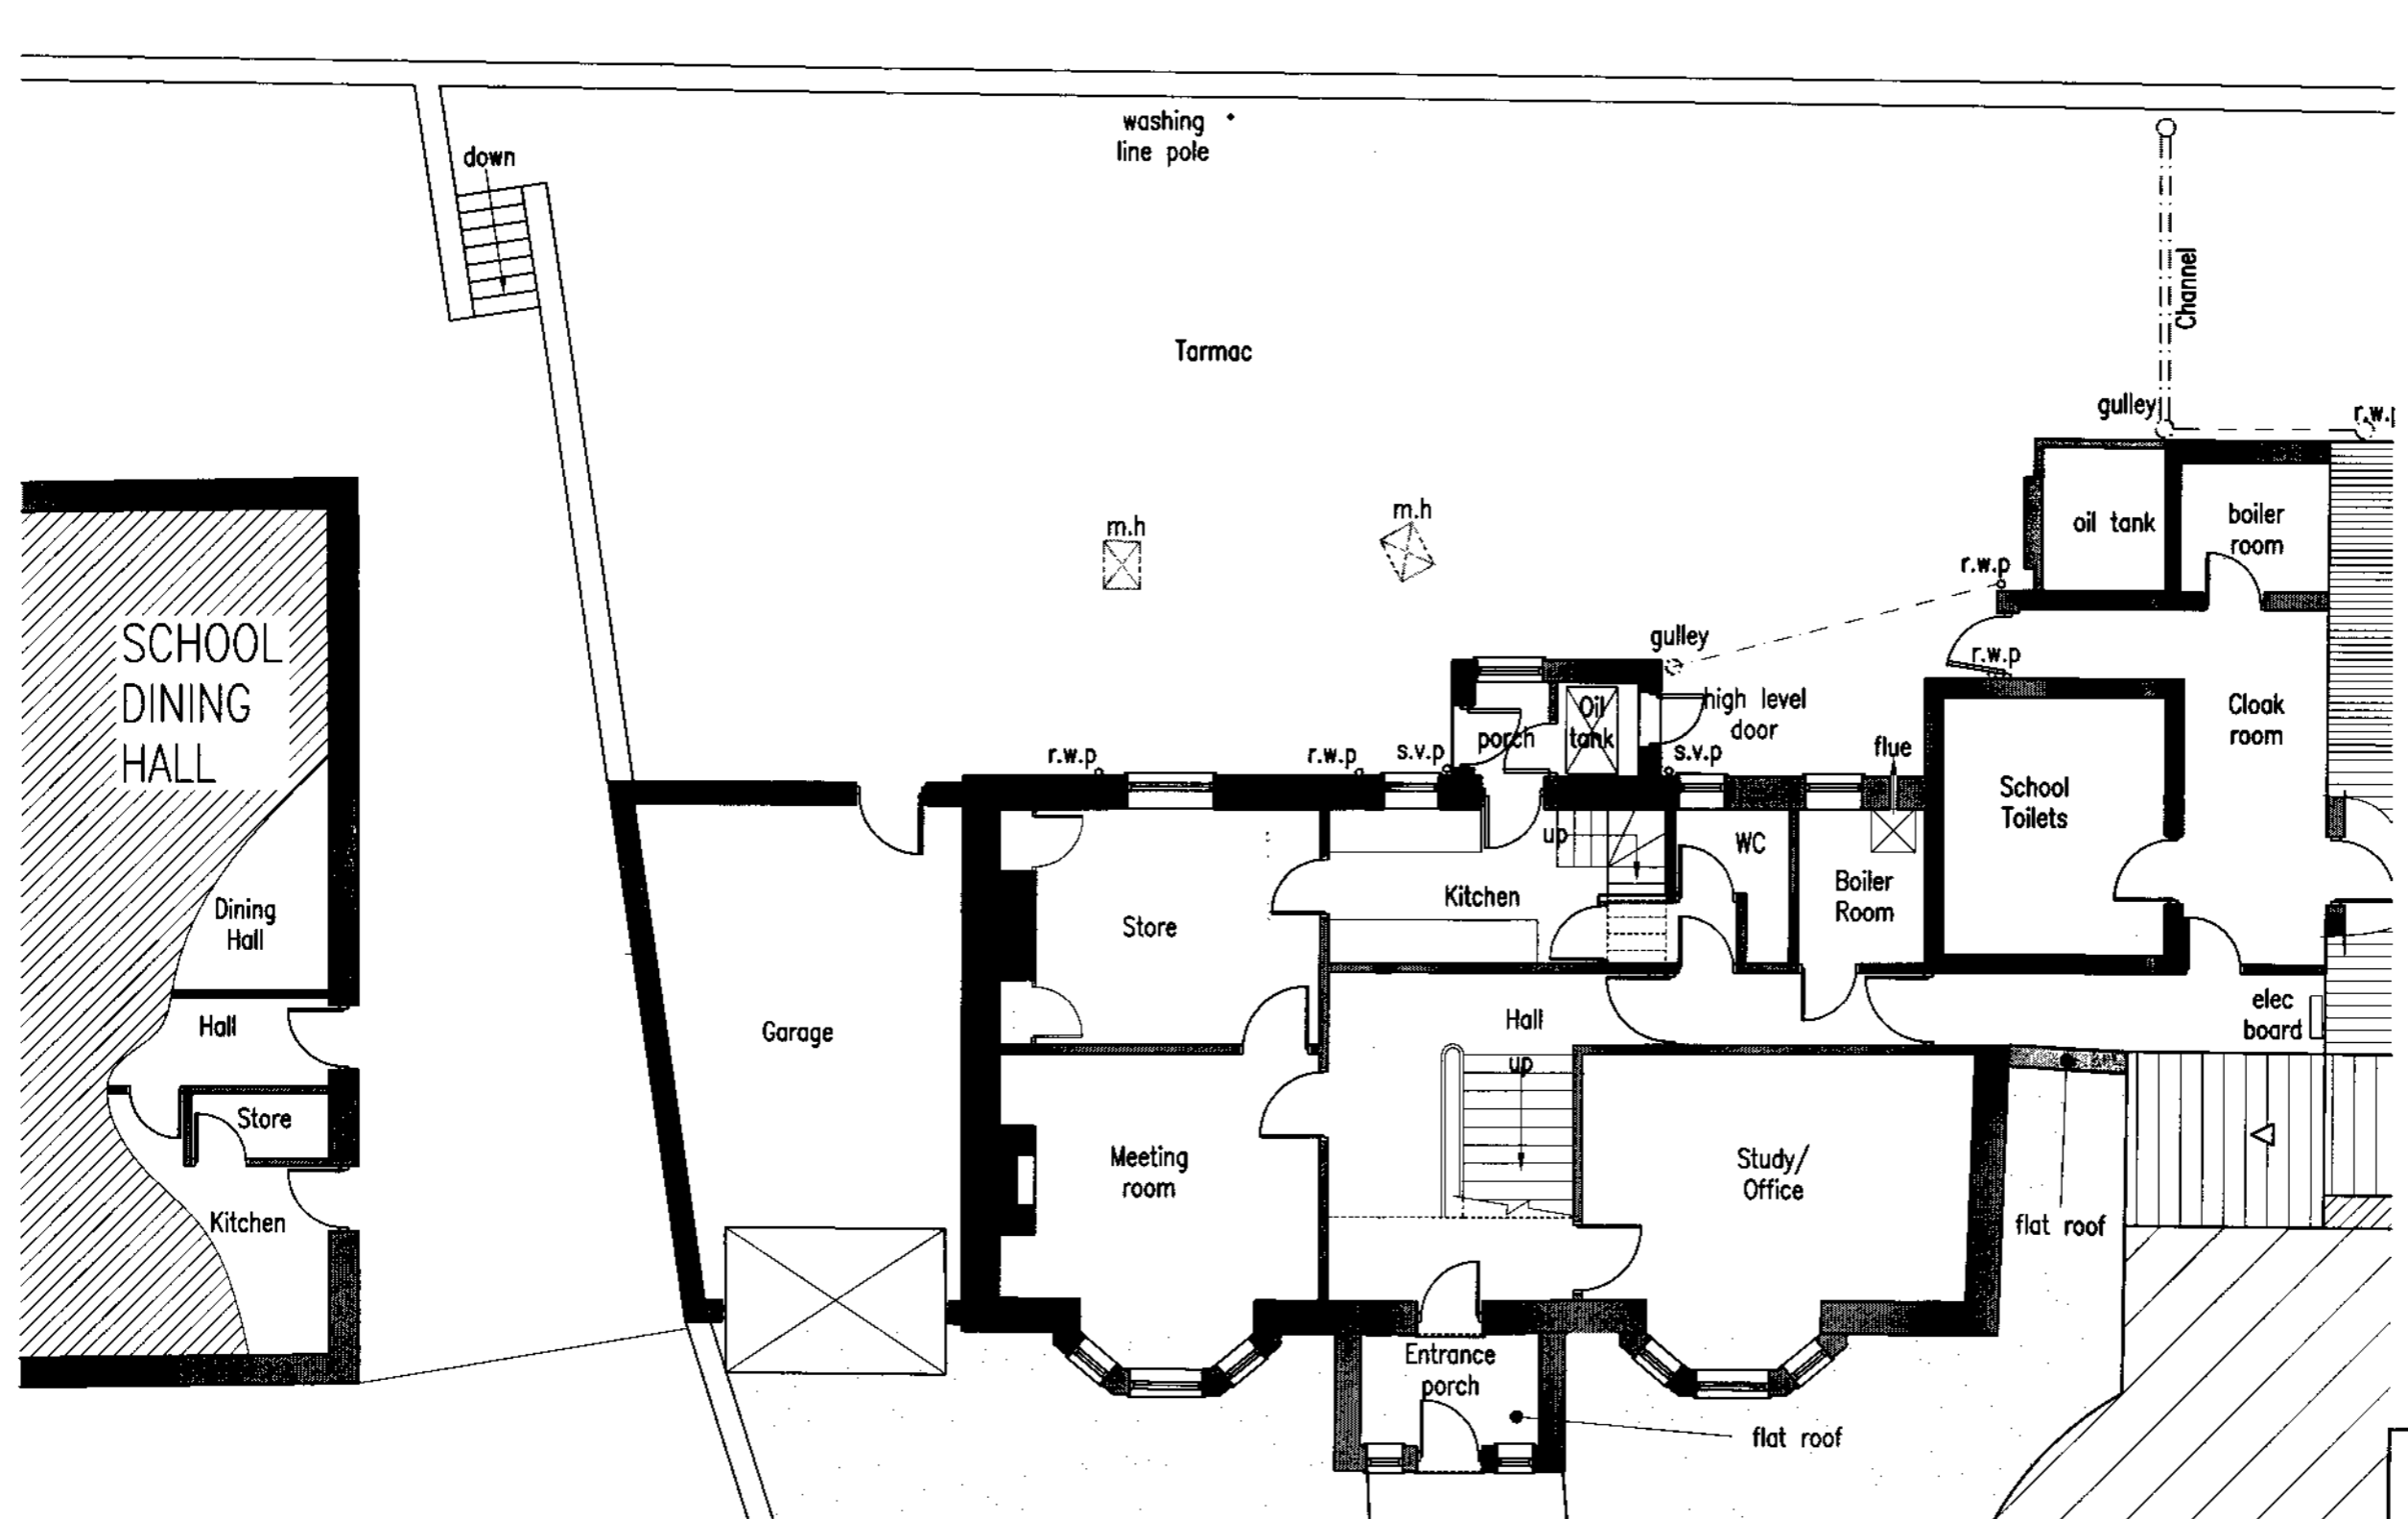 washing
line pole
down
Channel
Tarmac
gulley
m.h
m.h
oil tank
boiler
room
r.w.p
SCHOOL
DINING
HALL
gulley
r.w.p
high level
door
Oil
tank
porch
Cloak
room
r.w.p
r.w.p
s.v.p
s.v.p
flue
School
Toilets
up
WC
Boiler
Room
Kitchen
Store
Dining
Hall
Hall
Garage
Hall
elec
board
up
Store
Meeting
room
Study/
Office
Kitchen
flat roof
Entrance
porch
flat roof